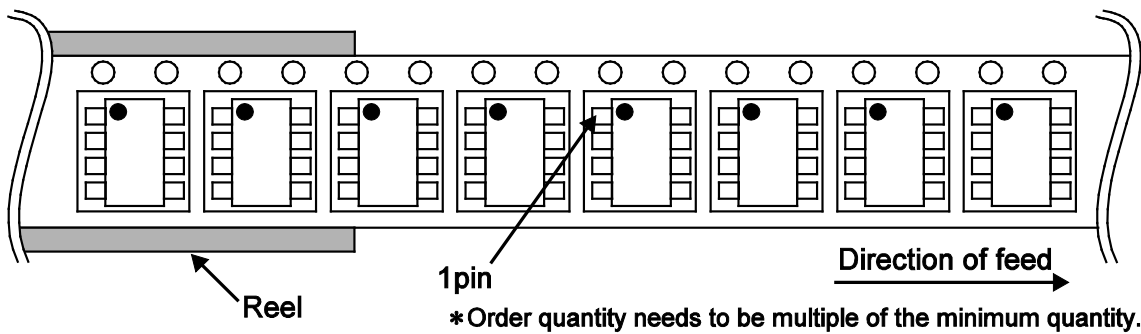 Direction of feed
1pin
Reel
*Order quantity needs to be multiple of the minimum quantity.